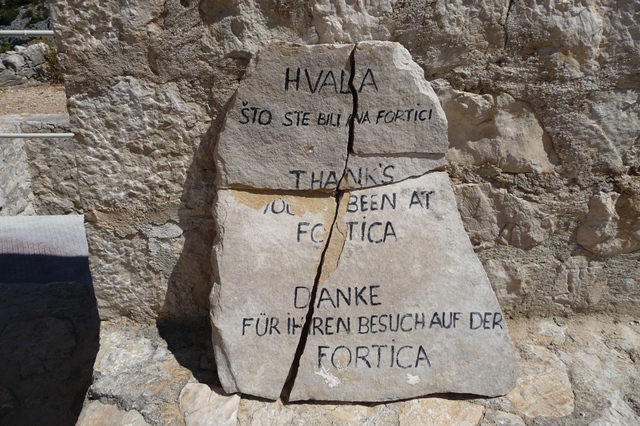 HVALA
ŠTO STE BILI NA FORTICI
THANK'S
BEEN AT
FORTICA
DANKE
FÜR IHREN BESUCH AUF DER
FORTICA